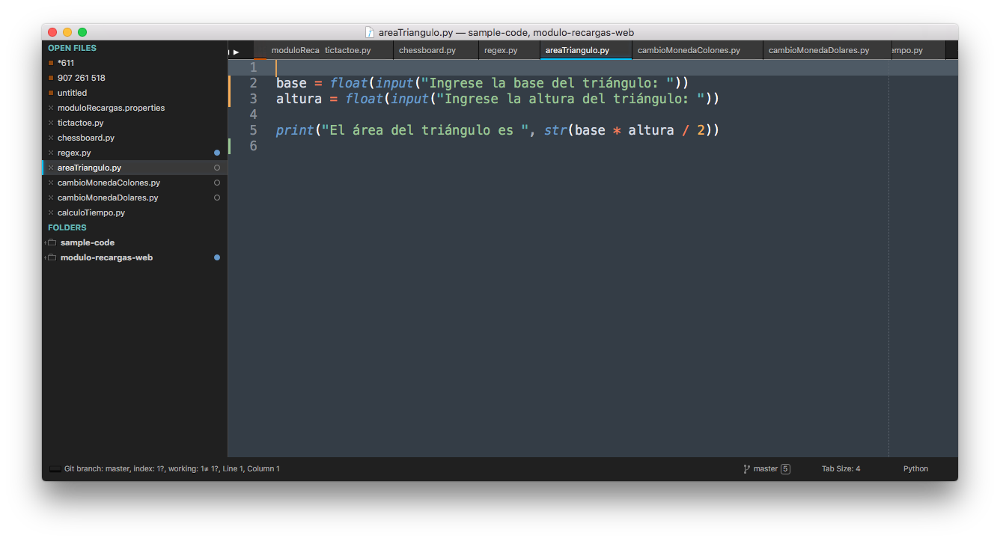 areaTriangulo.py — sample-code, modulo-recargas-web
OPEN FILES
*611
907 261 518
untitled
moduloRecargas.properties
tictactoe.py
chessboard.py
regex.py
areaTriangulo.py
cambioMonedaColones.py
cambioMonedaDolares.py
calculoTiempo.py
FOLDERS
sample-code
modulo-recargas-web
moduloReca tictactoe.py chessboard.py regex.py areaTriangulo.py cambioMonedaColones.py cambioMonedaDolares.py empo.py
1
2 base = float(input("Ingrese la base del triángulo: "))
3 altura = float(input("Ingrese la altura del triángulo: "))
4
5 print("El área del triángulo es ", str(base * altura / 2))
6
Git branch: master, index: 1?, working: 1≠ 1?, Line 1, Column 1 master 5 Tab Size: 4 Python